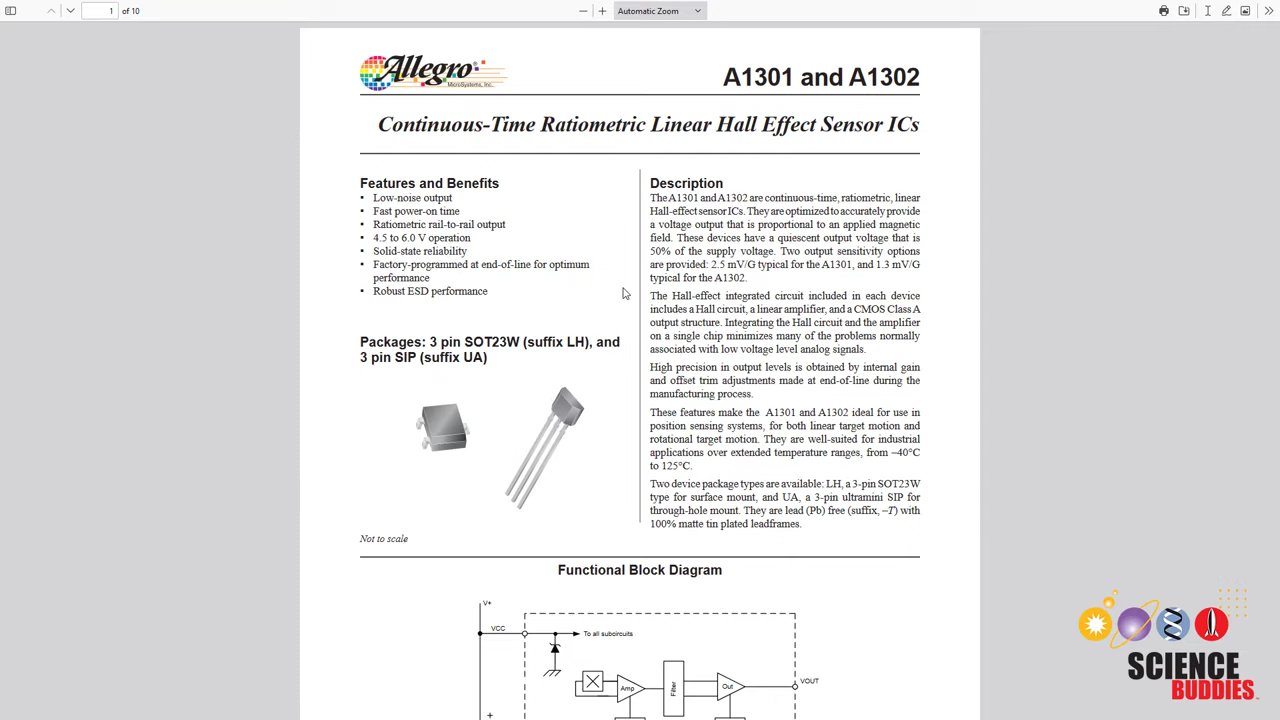 1
of 10
Automatic Zoom
Allegro
MicroSystems, Inc.
A1301 and A1302
Continuous-Time Ratiometric Linear Hall Effect Sensor ICs
Features and Benefits
▪ Low-noise output
▪ Fast power-on time
▪ Ratiometric rail-to-rail output
▪ 4.5 to 6.0 V operation
▪ Solid-state reliability
▪ Factory-programmed at end-of-line for optimum
performance
▪ Robust ESD performance
Packages: 3 pin SOT23W (suffix LH), and
3 pin SIP (suffix UA)
Not to scale
Description
The A1301 and A1302 are continuous-time, ratiometric, linear
Hall-effect sensor ICs. They are optimized to accurately provide
a voltage output that is proportional to an applied magnetic
field. These devices have a quiescent output voltage that is
50% of the supply voltage. Two output sensitivity options
are provided: 2.5 mV/G typical for the A1301, and 1.3 mV/G
typical for the A1302.
The Hall-effect integrated circuit included in each device
includes a Hall circuit, a linear amplifier, and a CMOS Class A
output structure. Integrating the Hall circuit and the amplifier
on a single chip minimizes many of the problems normally
associated with low voltage level analog signals.
High precision in output levels is obtained by internal gain
and offset trim adjustments made at end-of-line during the
manufacturing process.
These features make the A1301 and A1302 ideal for use in
position sensing systems, for both linear target motion and
rotational target motion. They are well-suited for industrial
applications over extended temperature ranges, from –40°C
to 125°C.
Two device package types are available: LH, a 3-pin SOT23W
type for surface mount, and UA, a 3-pin ultramini SIP for
through-hole mount. They are lead (Pb) free (suffix, –T) with
100% matte tin plated leadframes.
Functional Block Diagram
V+
VCC
To all subcircuits
Amp
Filter
Out
VOUT
+
SCIENCE
BUDDIES